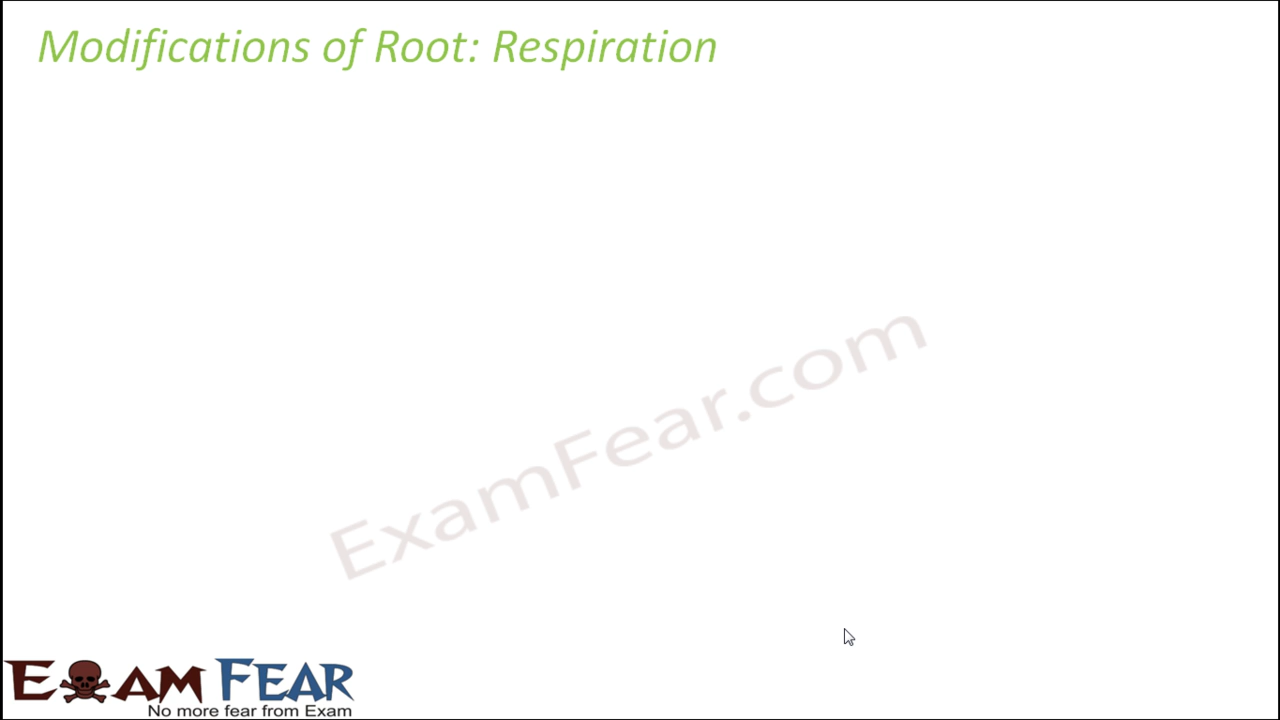 Modifications of Root: Respiration
ExamFear.com
EXAM FEAR
No more fear from Exam